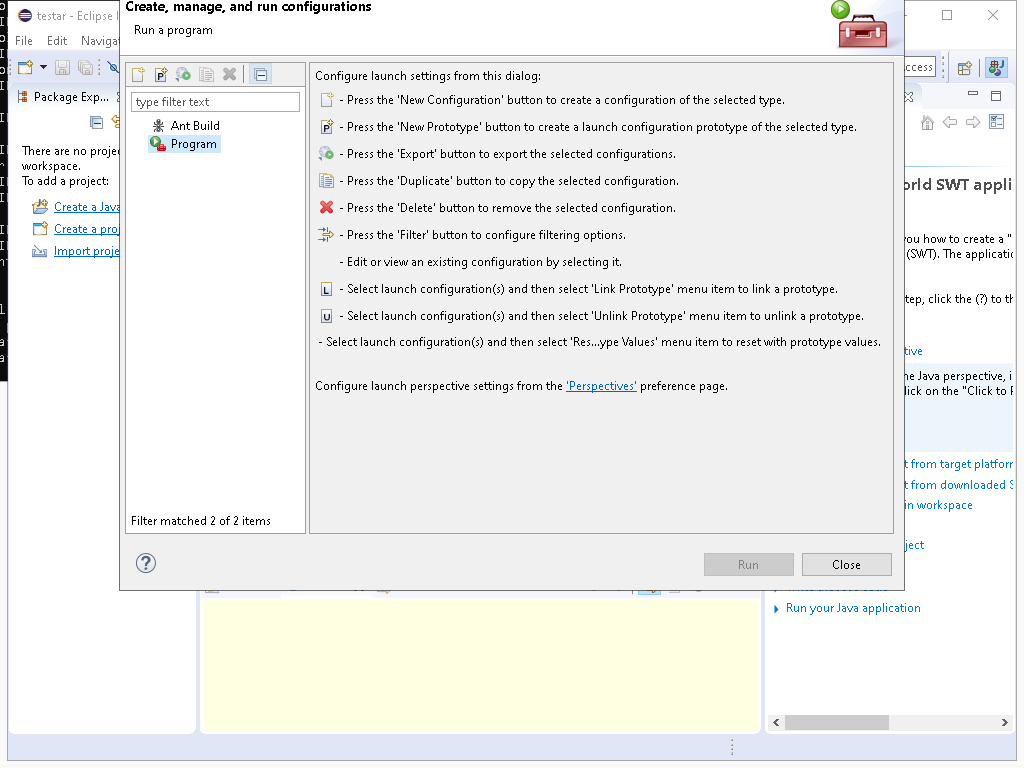 Create, manage, and run configurations
Run a program
testar - Eclipse I
File Edit Naviga
Package Exp...
There are no
workspace.
To add a project:
Create a Java
Create a
Import
type filter text
Ant Build
Program
Filter matched 2 of 2 items
Configure launch settings from this dialog:
- Press the 'New Configuration' button to create a configuration of the selected type.
- Press the 'New Prototype' button to create a launch configuration prototype of the selected type.
- Press the 'Export' button to export the selected configurations.
- Press the 'Duplicate' button to copy the selected configuration.
- Press the 'Delete' button to remove the selected configuration.
- Press the 'Filter' button to configure filtering options.
- Edit or view an existing configuration by selecting it.
L - Select launch configuration(s) and then select 'Link Prototype' menu item to link a prototype.
U - Select launch configuration(s) and then select 'Unlink Prototype' menu item to unlink a prototype.
- Select launch configuration(s) and then select 'Res...ype Values' menu item to reset with prototype values.
Configure launch perspective settings from the 'Perspectives' preference page.
Run
Close
cess
orld SWT appli
you how to create a "
(SWT). The applicati
tep, click the (?) to th
tive
he Java perspective, i
lick on the "Click to
t from target platfor
t from downloaded S
in workspace
ject
Run your Java application